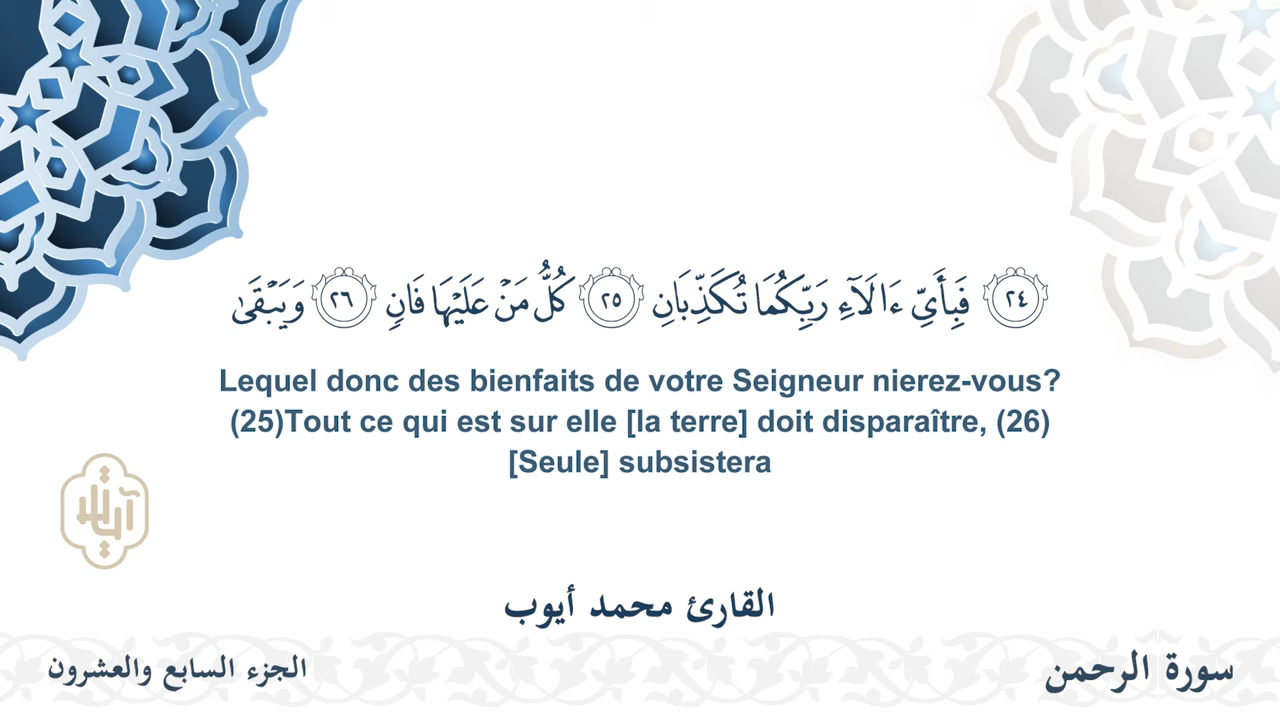 ٢٤ فَبِأَيِّ ءَالَآءِ رَبِّكُمَا تُكَذِّبَانِ ٢٥ كُلُّ مَنْ عَلَيْهَا فَانٍ ٢٦ وَيَبْقَىٰ
Lequel donc des bienfaits de votre Seigneur nierez-vous?
(25)Tout ce qui est sur elle [la terre] doit disparaître, (26)
[Seule] subsistera
القارئ محمد أيوب
سورة الرحمن
الجزء السابع والعشرون